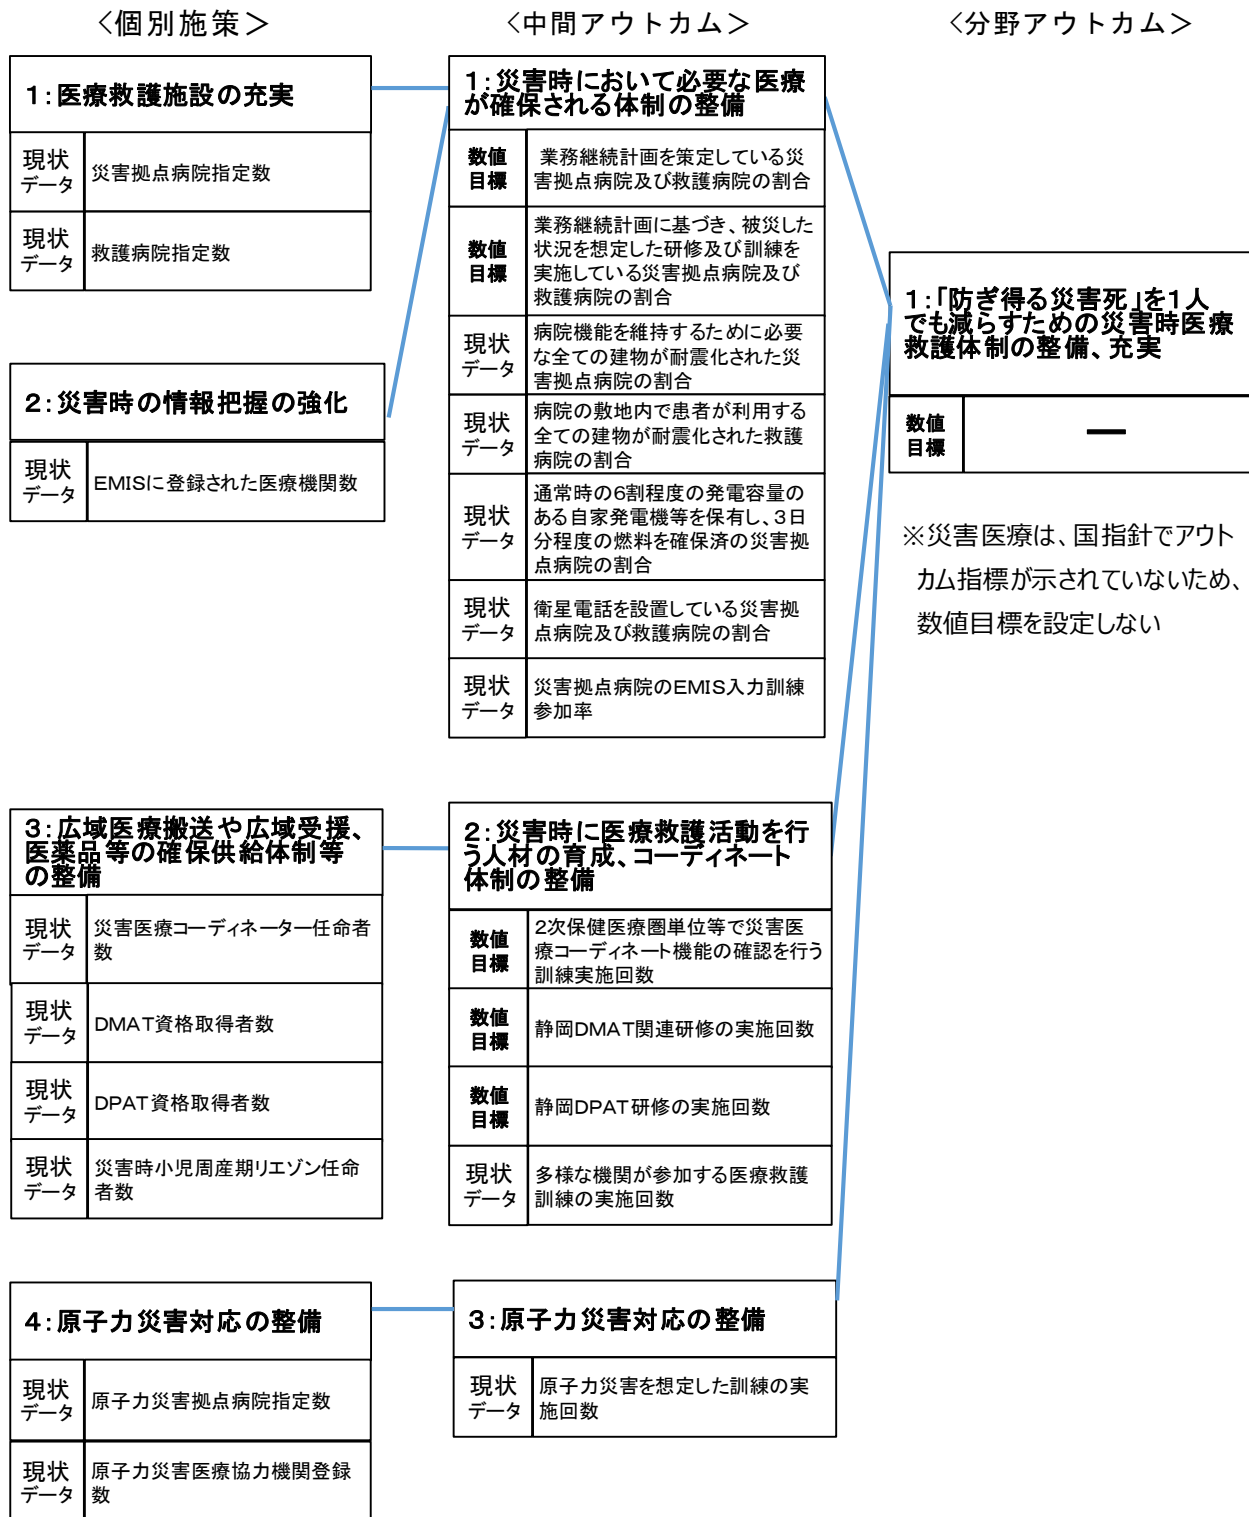 ＜個別施策＞
1：医療救護施設の充実
現状
データ
災害拠点病院指定数
現状
データ
救護病院指定数
2：災害時の情報把握の強化
現状
データ
EMISに登録された医療機関数
3：広域医療搬送や広域受援、
医薬品等の確保供給体制等
の整備
現状
データ
災害医療コーディネーター任命者
数
現状
データ
DMAT資格取得者数
現状
データ
DPAT資格取得者数
現状
データ
災害時小児周産期リエゾン任命
者数
4：原子力災害対応の整備
現状
データ
原子力災害拠点病院指定数
現状
データ
原子力災害医療協力機関登録
数
＜中間アウトカム＞
1：災害時において必要な医療
が確保される体制の整備
数値
目標
業務継続計画を策定している災
害拠点病院及び救護病院の割合
数値
目標
業務継続計画に基づき、被災した
状況を想定した研修及び訓練を
実施している災害拠点病院及び
救護病院の割合
現状
データ
病院機能を維持するために必要
な全ての建物が耐震化された災
害拠点病院の割合
現状
データ
病院の敷地内で患者が利用する
全ての建物が耐震化された救護
病院の割合
現状
データ
通常時の6割程度の発電容量の
ある自家発電機等を保有し、3日
分程度の燃料を確保済の災害拠
点病院の割合
現状
データ
衛星電話を設置している災害拠
点病院及び救護病院の割合
現状
データ
災害拠点病院のEMIS入力訓練
参加率
2：災害時に医療救護活動を行
う人材の育成、コーディネート
体制の整備
数値
目標
2次保健医療圏単位等で災害医
療コーディネート機能の確認を行う
訓練実施回数
数値
目標
静岡DMAT関連研修の実施回数
数値
目標
静岡DPAT研修の実施回数
現状
データ
多様な機関が参加する医療救護
訓練の実施回数
3：原子力災害対応の整備
現状
データ
原子力災害を想定した訓練の実
施回数
＜分野アウトカム＞
1：「防ぎ得る災害死」を1人
でも減らすための災害時医療
救護体制の整備、充実
数値
目標
ー
※災害医療は、国指針でアウト
カム指標が示されていないため、
数値目標を設定しない